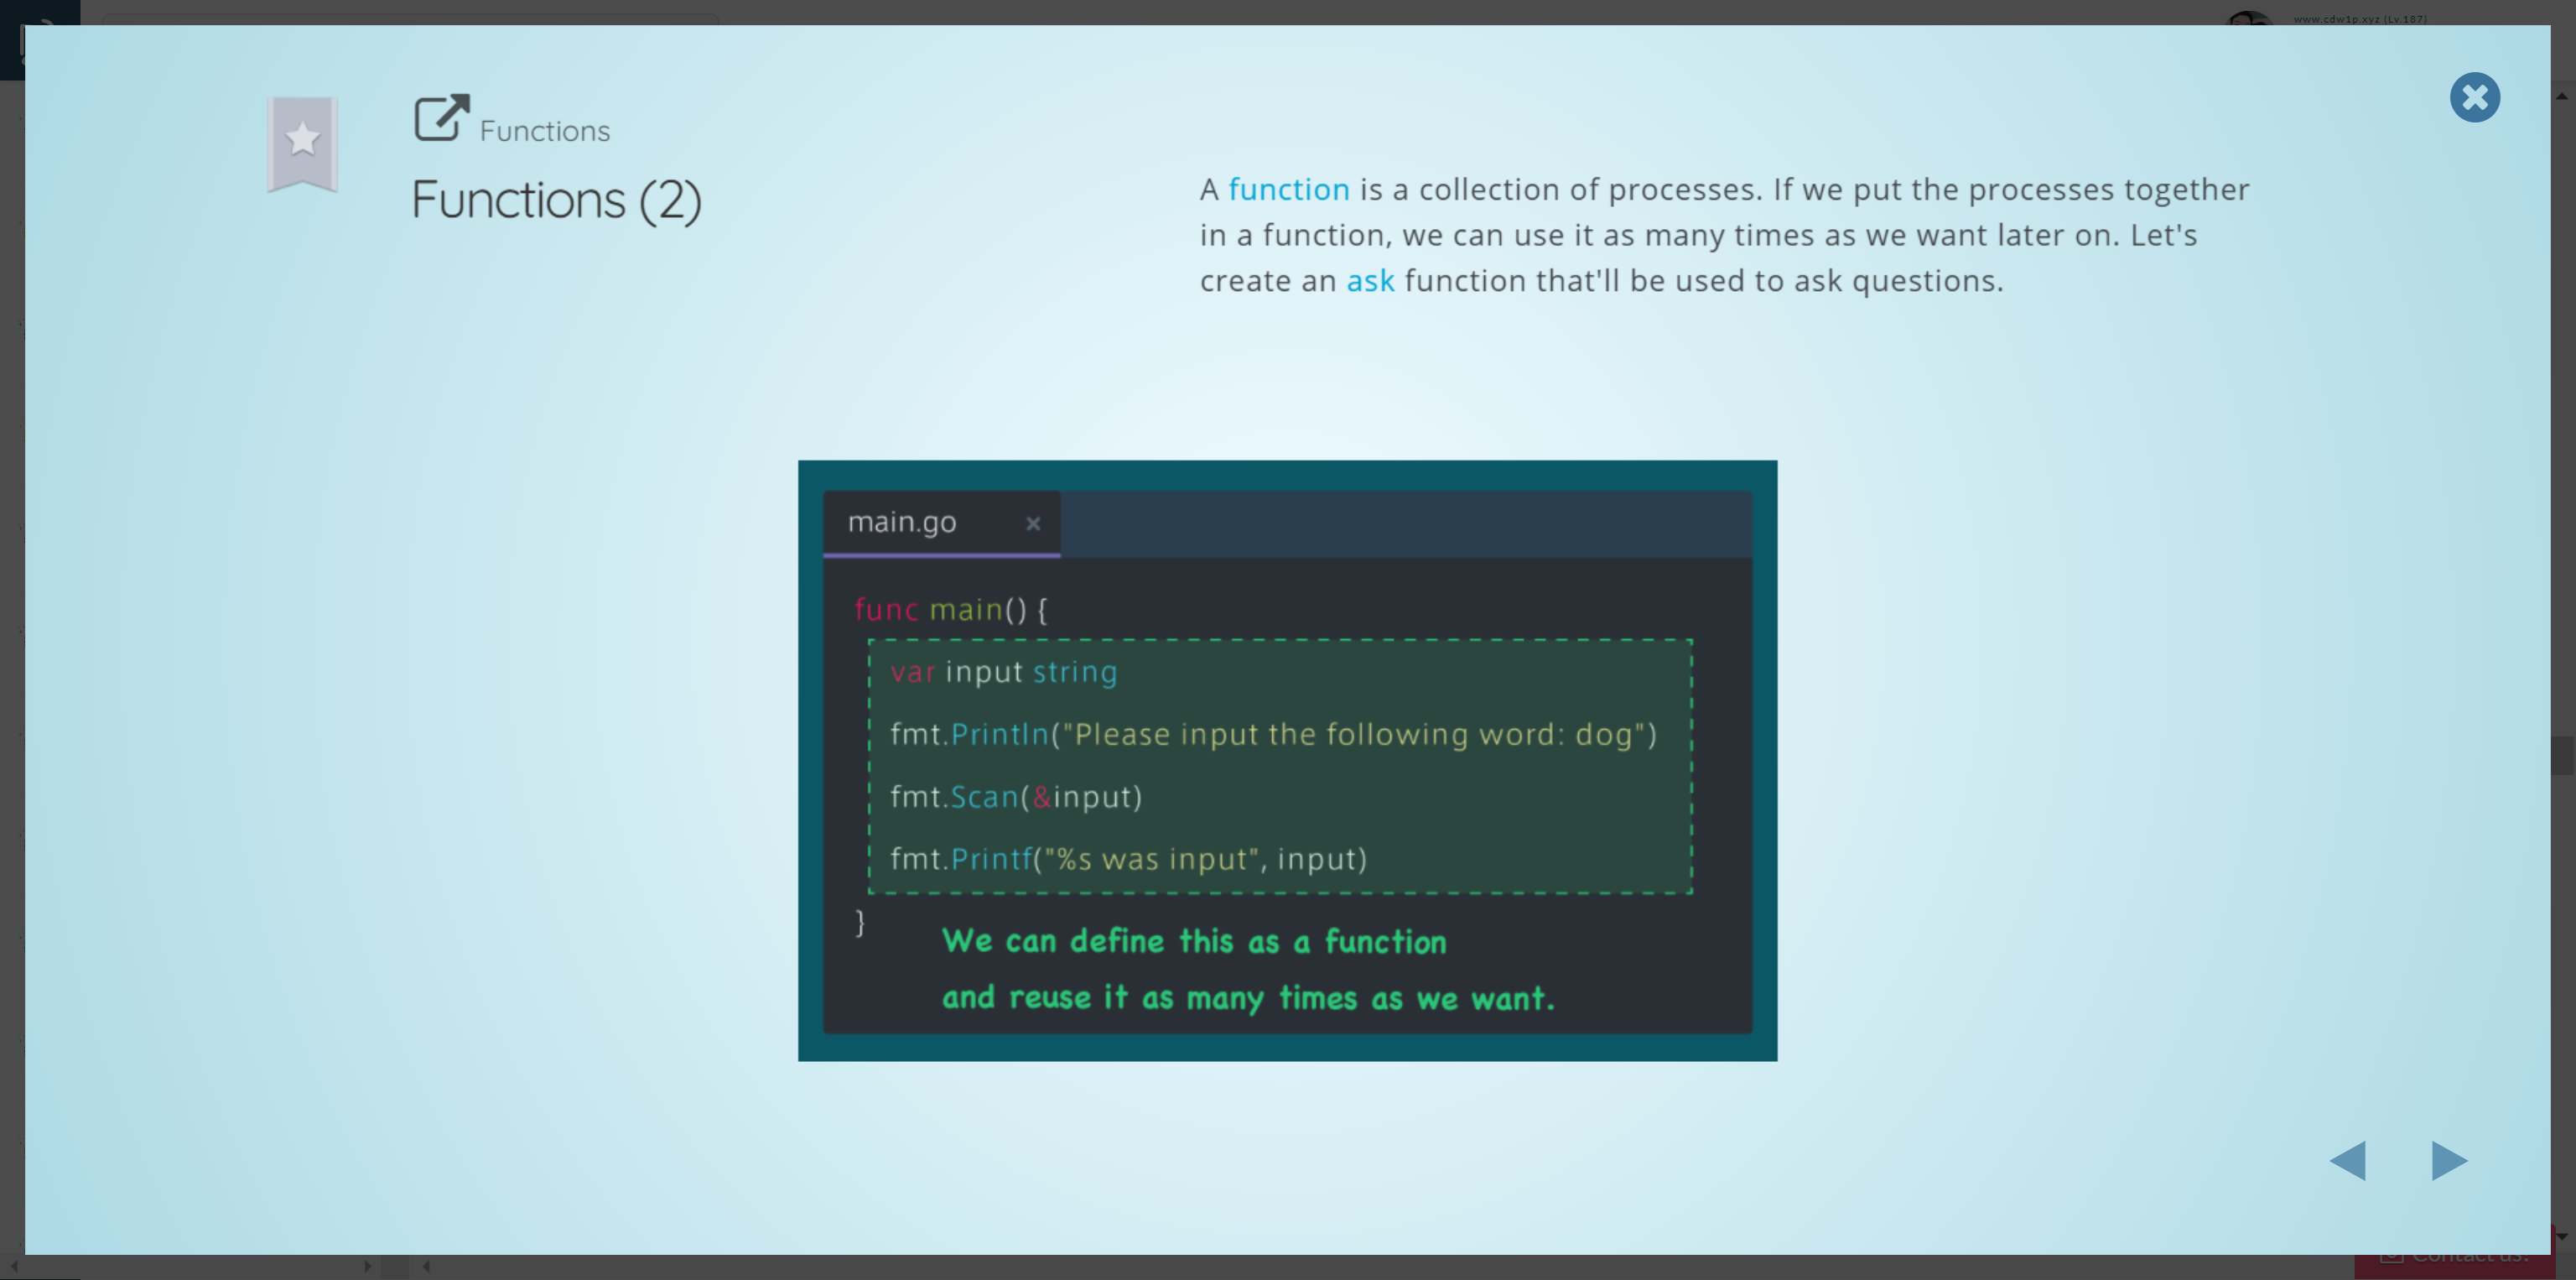 www.cdw1p.xyz (Lv.187)
Functions
Functions (2)
A function is a collection of processes. If we put the processes together
in a function, we can use it as many times as we want later on. Let's
create an ask function that'll be used to ask questions.
main.go
func main() {
var input string
fmt.Println("Please input the following word: dog")
fmt.Scan(&input)
fmt.Printf("%s was input", input)
}
We can define this as a function
and reuse it as many times as we want.
Contact us!